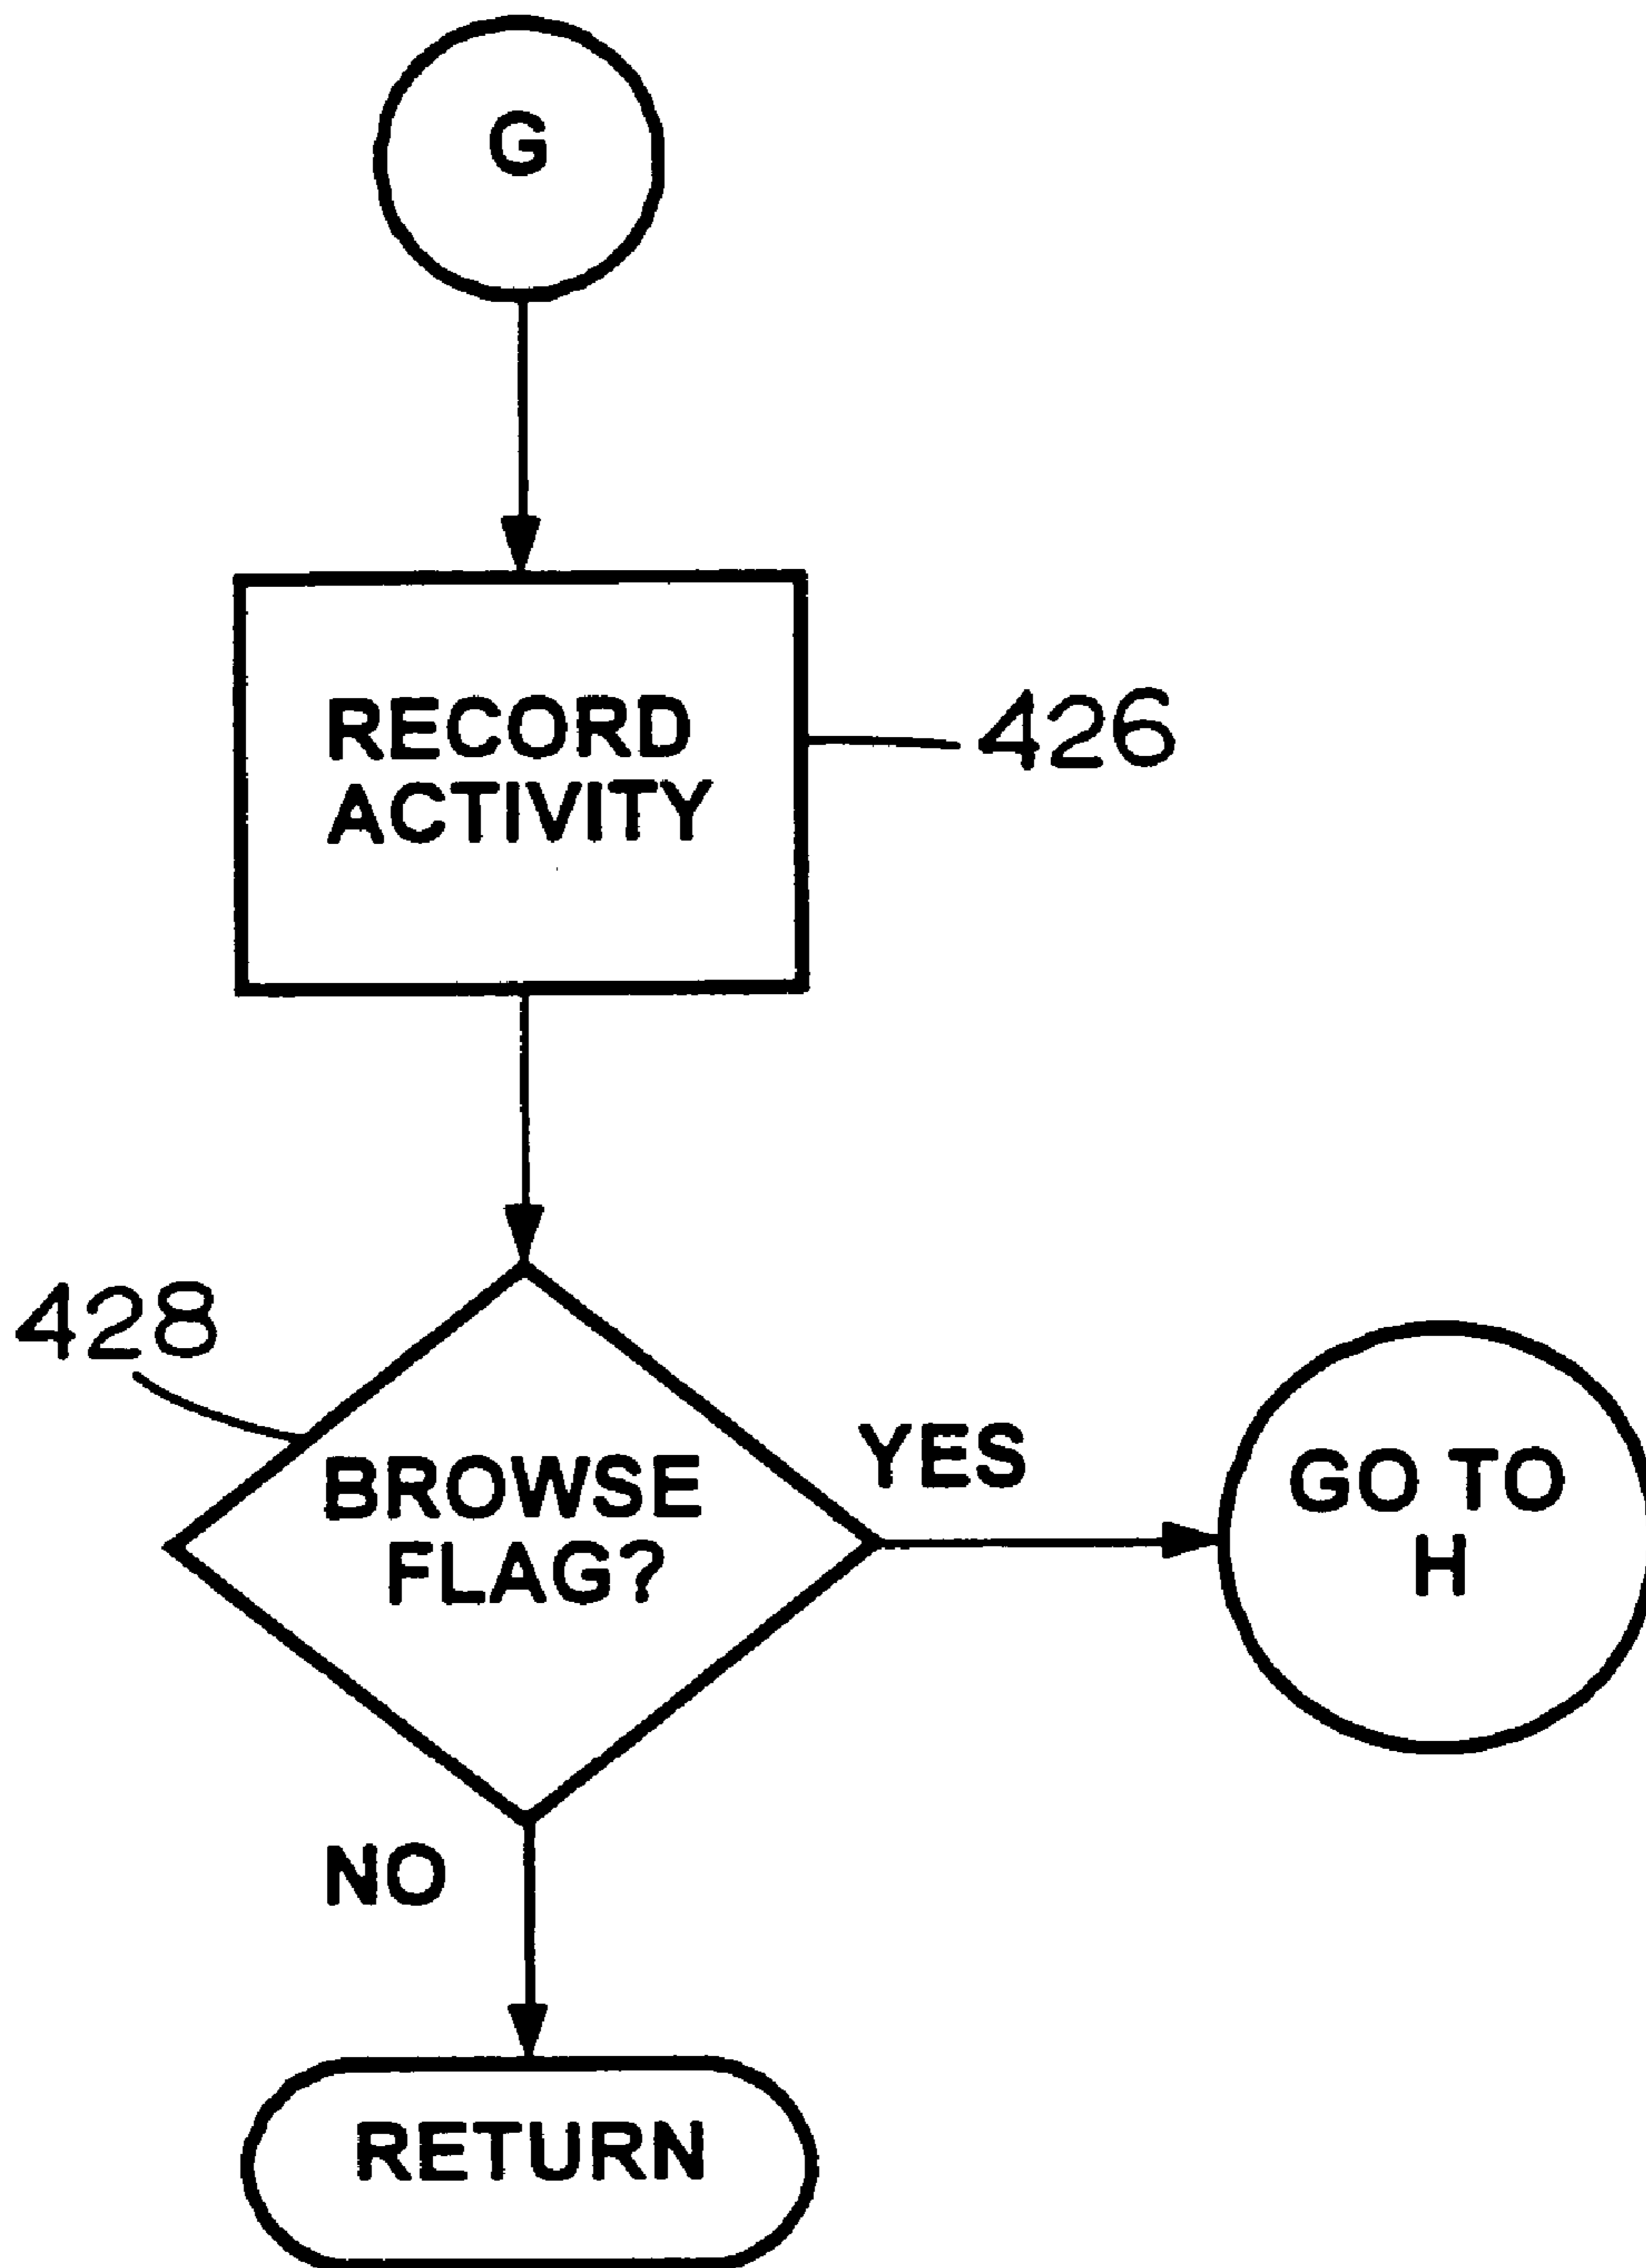 G
RECORD
ACTIVITY
426
428
BROWSE
FLAG?
YES
GO TO
H
NO
RETURN